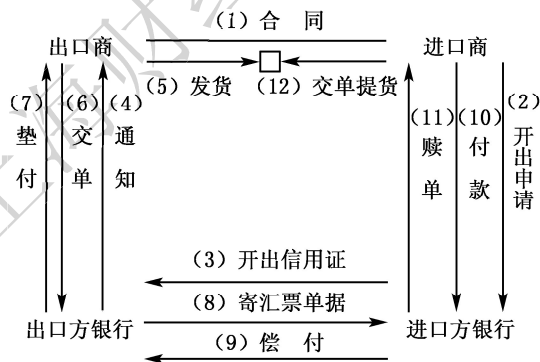 (1)合 同
出口商
进口商
(5)发货
(12)交单提货
(7)垫付
(6)交单
(4)通知
(11)赎单
(10)付款
(2)开出申请
(3)开出信用证
(8)寄汇票单据
出口方银行
进口方银行
(9)偿 付
上海财